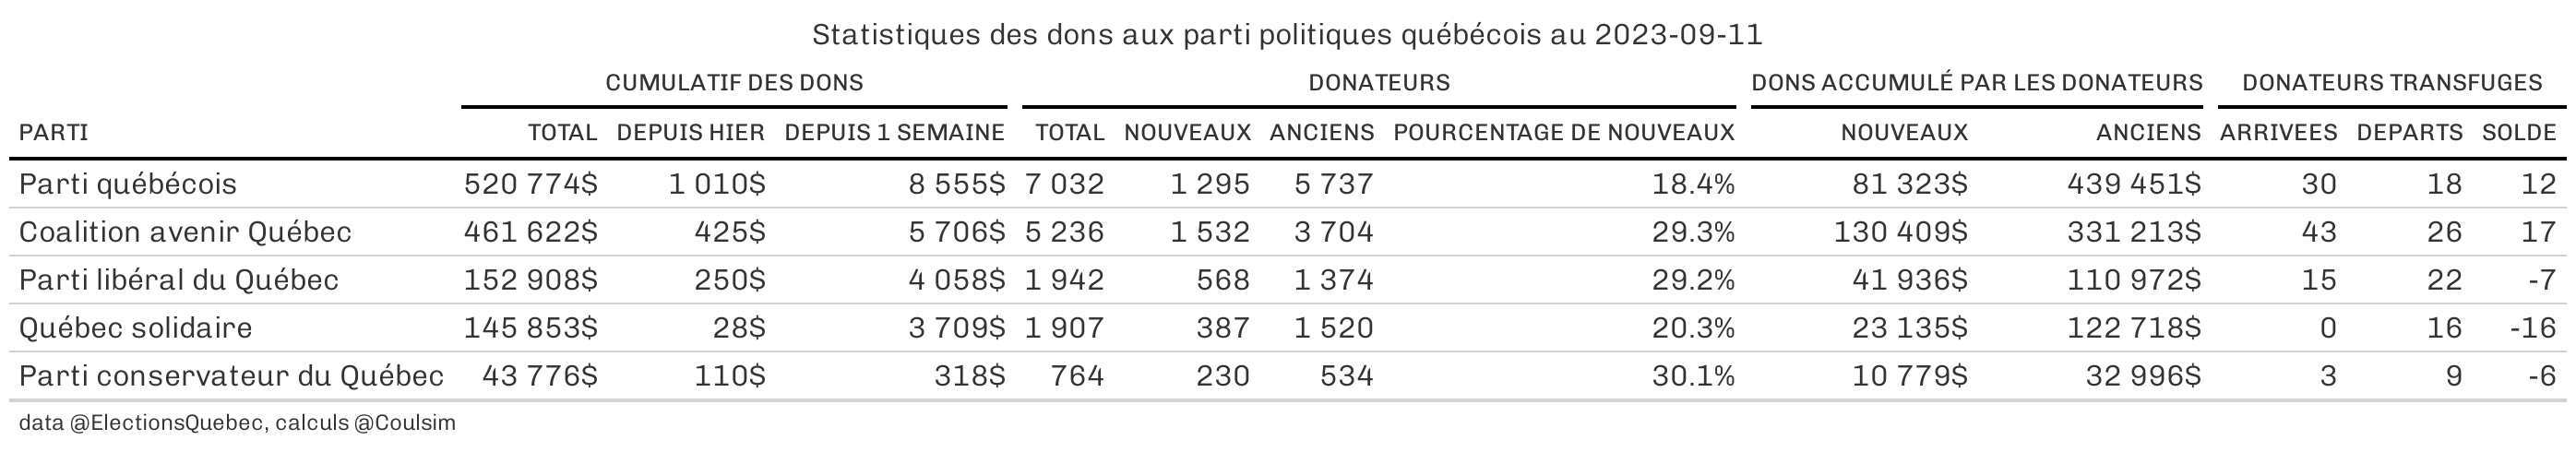 Statistiques des dons aux parti politiques québécois au 2023-09-11
CUMULATIF DES DONS DONATEURS DONS ACCUMULÉ PAR LES DONATEURS DONATEURS TRANSFUGES
PARTI TOTAL DEPUIS HIER DEPUIS 1 SEMAINE TOTAL NOUVEAUX ANCIENS POURCENTAGE DE NOUVEAUX NOUVEAUX ANCIENS ARRIVEES DEPARTS SOLDE
Parti québécois 520 774$ 1 010$ 8 555$ 7 032 1 295 5 737 18.4% 81 323$ 439 451$ 30 18 12
Coalition avenir Québec 461 622$ 425$ 5 706$ 5 236 1 532 3 704 29.3% 130 409$ 331 213$ 43 26 17
Parti libéral du Québec 152 908$ 250$ 4 058$ 1 942 568 1 374 29.2% 41 936$ 110 972$ 15 22 -7
Québec solidaire 145 853$ 28$ 3 709$ 1 907 387 1 520 20.3% 23 135$ 122 718$ 0 16 -16
Parti conservateur du Québec 43 776$ 110$ 318$ 764 230 534 30.1% 10 779$ 32 996$ 3 9 -6
data @ElectionsQuebec, calculs @Coulsim